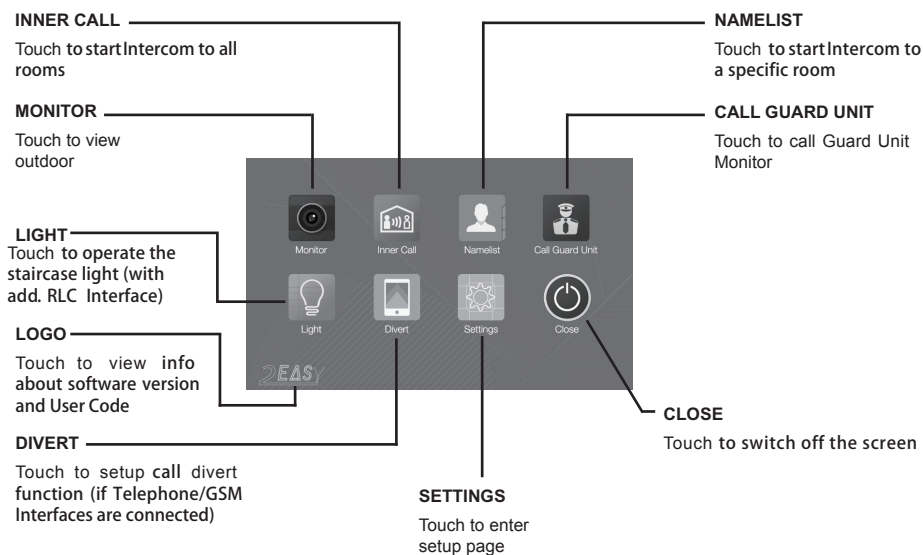 INNER CALL
Touch to start Intercom to all
rooms
MONITOR
Touch to view
outdoor
LIGHT
Touch to operate the
staircase light (with
add. RLC Interface)
LOGO
Touch to view info
about software version
and User Code
DIVERT
Touch to setup call divert
function (if Telephone/GSM
Interfaces are connected)
NAMELIST
Touch to start Intercom to
a specific room
CALL GUARD UNIT
Touch to call Guard Unit
Monitor
Monitor
Inner Call
Namelist
Call Guard Unit
Light
Divert
Settings
Close
2EASY
CLOSE
Touch to switch off the screen
SETTINGS
Touch to enter
setup page